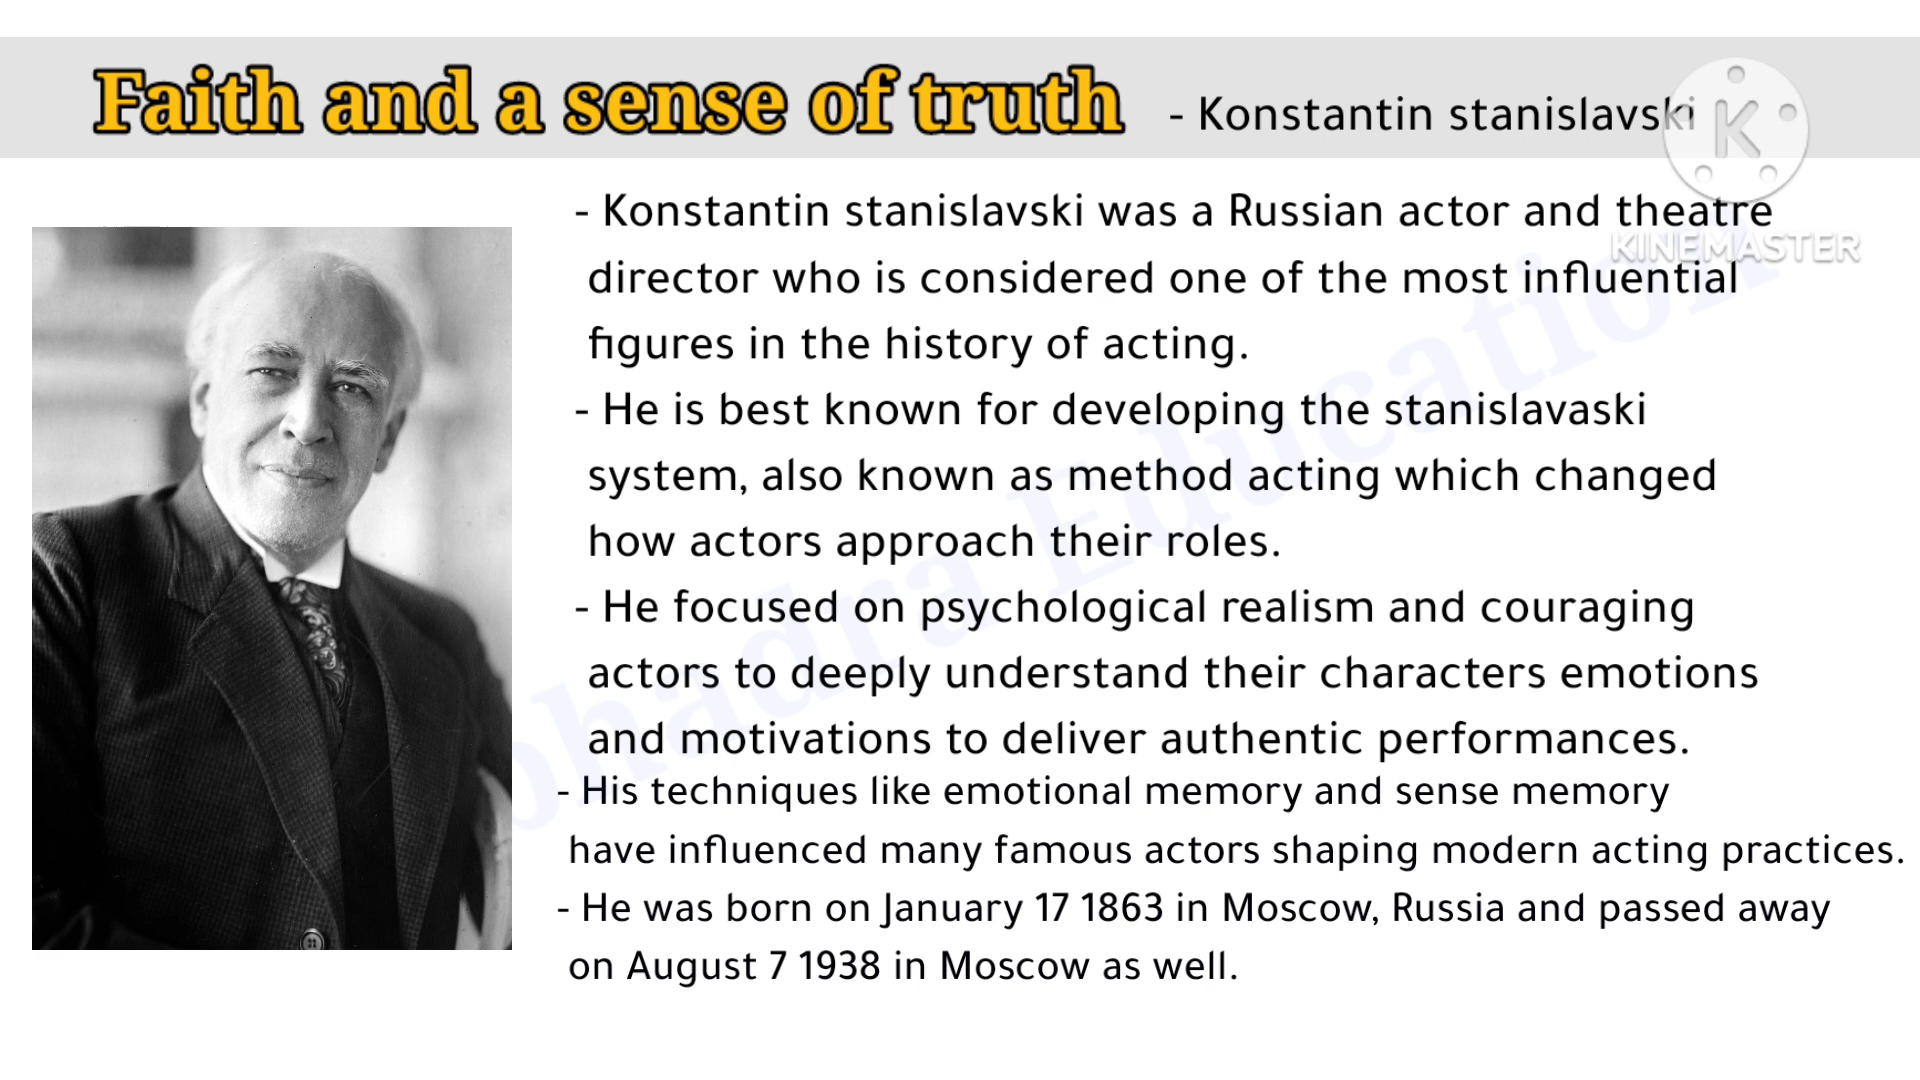 Faith and a sense of truth - Konstantin stanislavski
- Konstantin stanislavski was a Russian actor and theatre
director who is considered one of the most influential
figures in the history of acting.
- He is best known for developing the stanislavaski
system, also known as method acting which changed
how actors approach their roles.
- He focused on psychological realism and couraging
actors to deeply understand their characters emotions
and motivations to deliver authentic performances.
- His techniques like emotional memory and sense memory
have influenced many famous actors shaping modern acting practices.
- He was born on January 17 1863 in Moscow, Russia and passed away
on August 7 1938 in Moscow as well.
K
KINEMASTER
Education